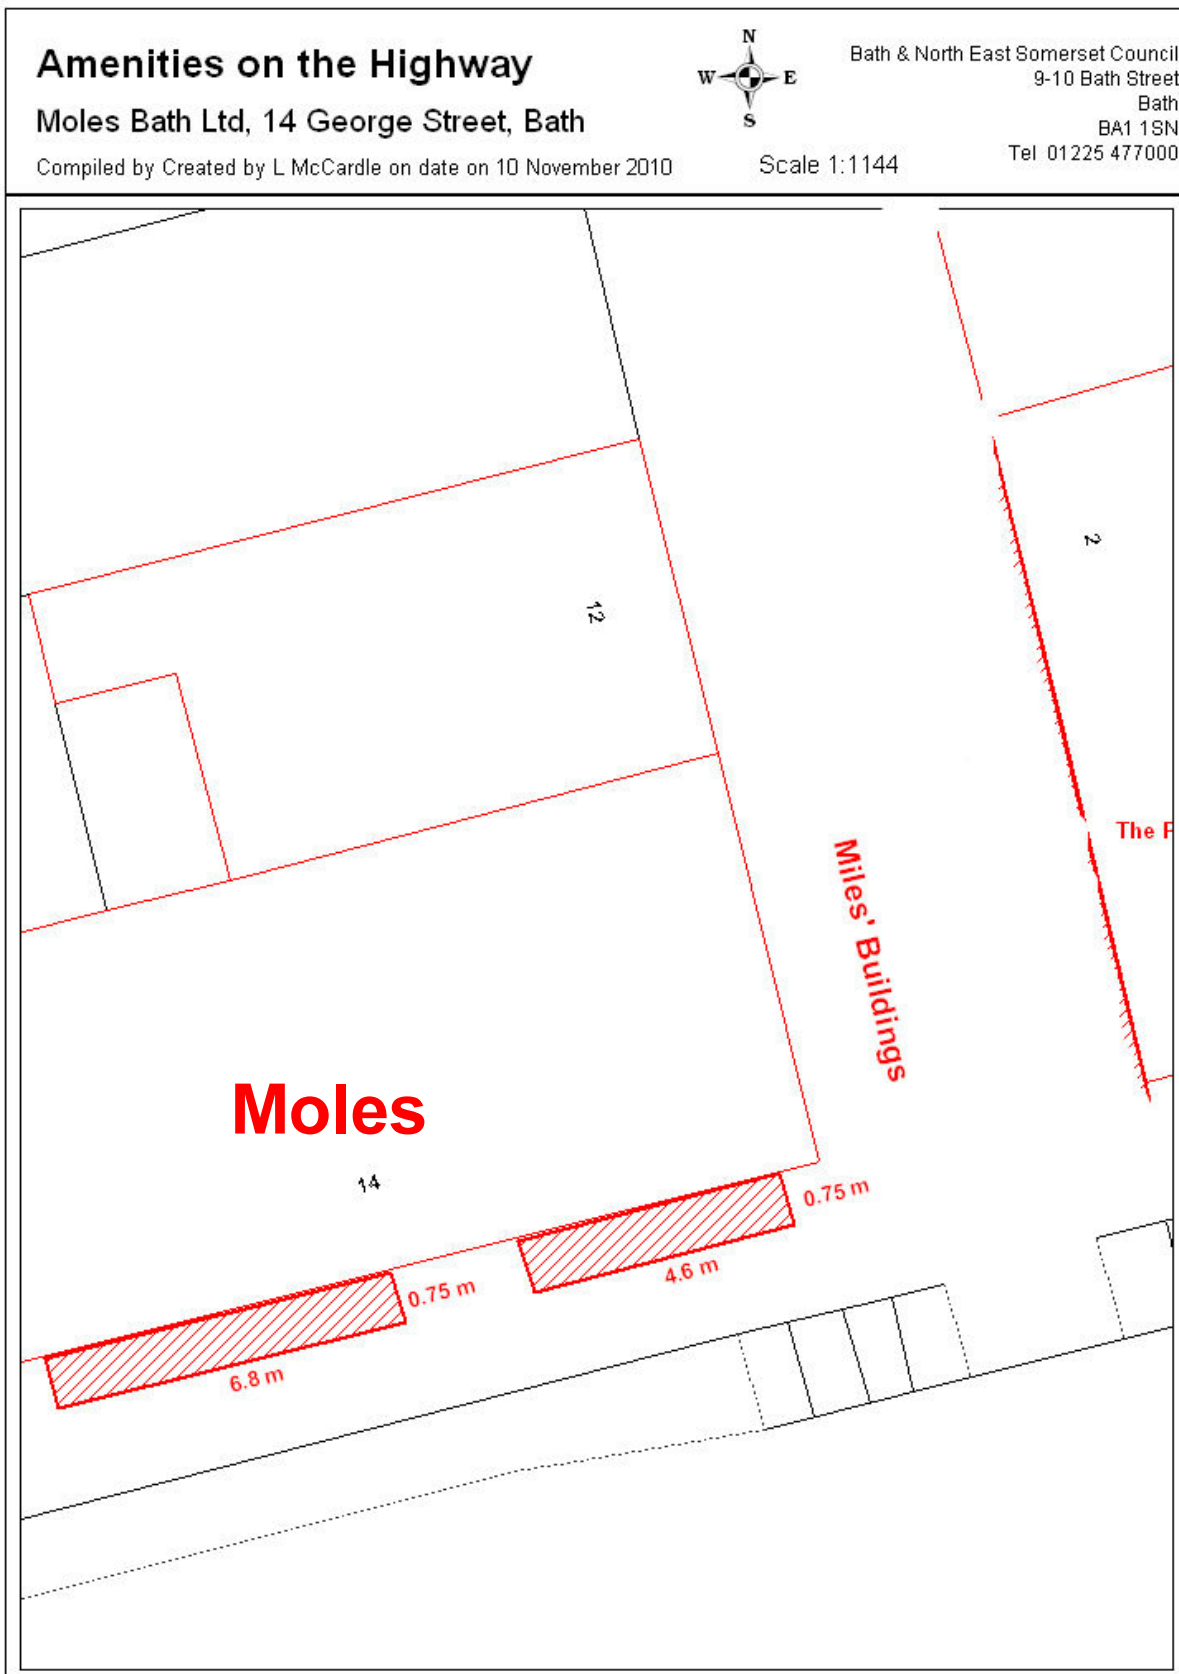 Amenities on the Highway
Moles Bath Ltd, 14 George Street, Bath
Compiled by Created by L McCardle on date on 10 November 2010
N
W E
S
Scale 1:1144
Bath & North East Somerset Council
9-10 Bath Street
Bath
BA1 1SN
Tel 01225 477000
2
12
The P
Miles' Buildings
Moles
14
0.75 m
4.6 m
0.75 m
6.8 m